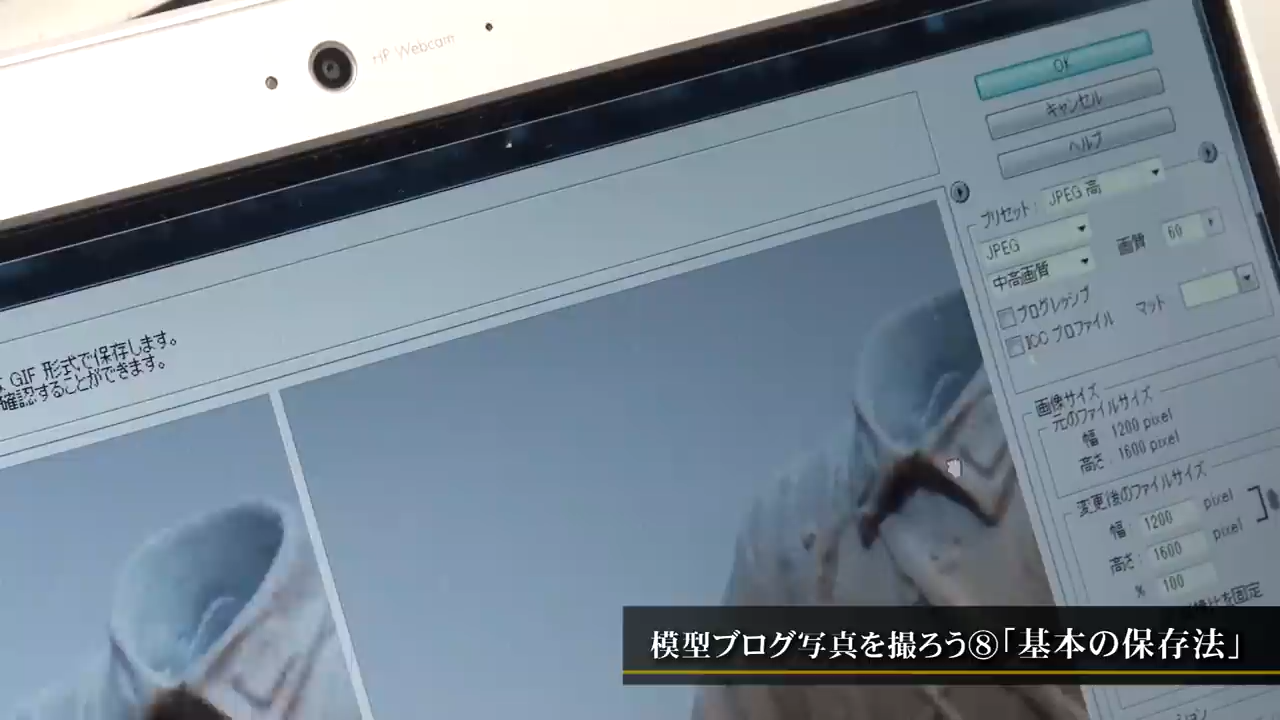 HP Webcam
OK
キャンセル
ヘルプ
プリセット: JPEG 高
JPEG
画質 60
中高画質
プログレッシブ
マット
ICC プロファイル
GIF 形式で保存します。
確認することができます。
画像サイズ
元のファイルサイズ
幅: 1200 pixel
高さ: 1600 pixel
変更後のファイルサイズ
幅: 1200 pixel
高さ: 1600 pixel
% 100
を固定
模型ブログ写真を撮ろう⑧「基本の保存法」